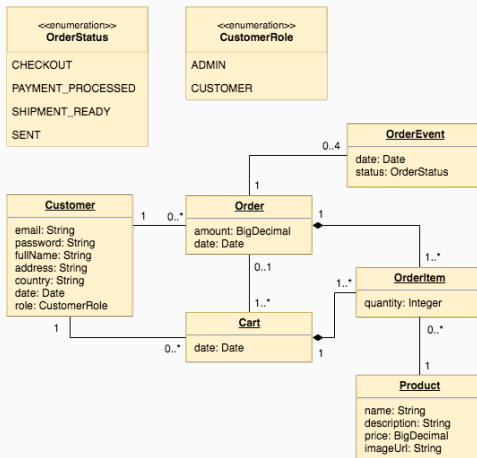 <<enumeration>>
OrderStatus
CHECKOUT
PAYMENT_PROCESSED
SHIPMENT_READY
SENT
<<enumeration>>
CustomerRole
ADMIN
CUSTOMER
OrderEvent
date: Date
status: OrderStatus
0..4
1
Customer
email: String
password: String
fullName: String
address: String
country: String
date: Date
role: CustomerRole
1
0..*
Order
amount: BigDecimal
date: Date
1
1..*
0..1
1..*
OrderItem
quantity: Integer
1..*
1
0..*
Cart
date: Date
1
0..*
1
Product
name: String
description: String
price: BigDecimal
imageUrl: String